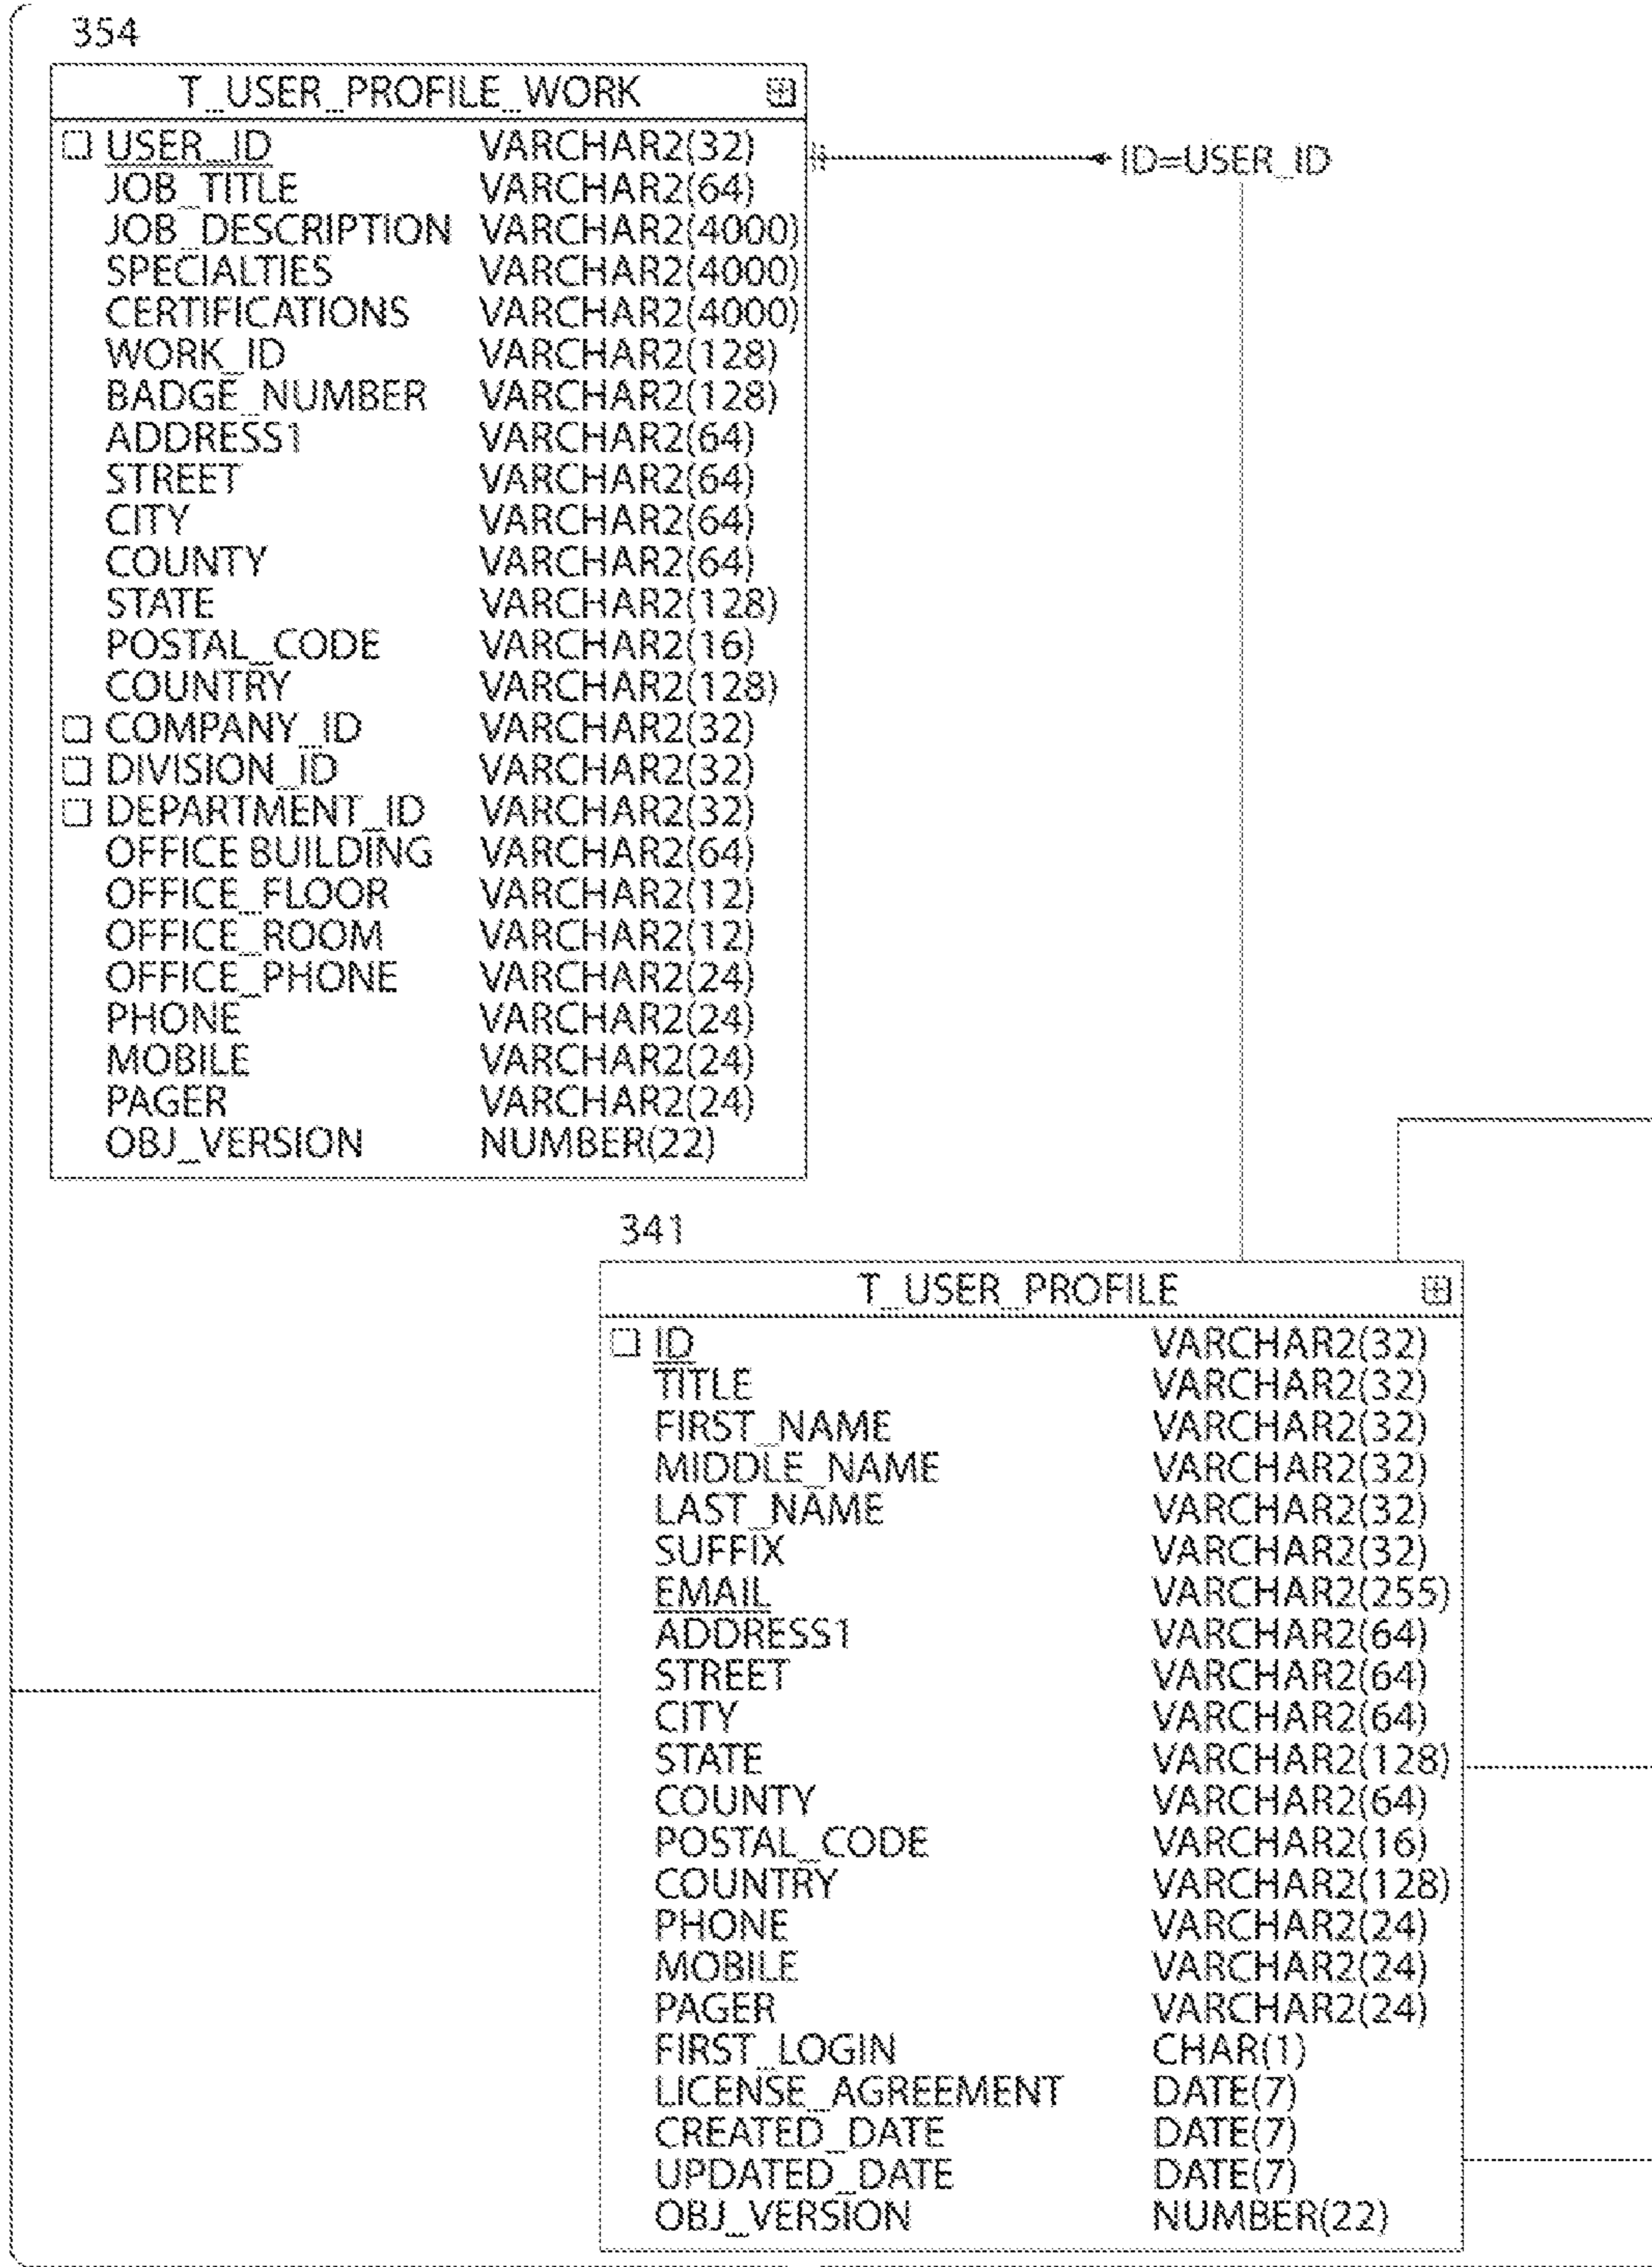 354
T_USER_PROFILE_WORK
USER_ID VARCHAR2(32)
ID=USER_ID
JOB_TITLE VARCHAR2(64)
JOB_DESCRIPTION VARCHAR2(4000)
SPECIALTIES VARCHAR2(4000)
CERTIFICATIONS VARCHAR2(4000)
WORK_ID VARCHAR2(128)
BADGE_NUMBER VARCHAR2(128)
ADDRESS1 VARCHAR2(64)
STREET VARCHAR2(64)
CITY VARCHAR2(64)
COUNTY VARCHAR2(64)
STATE VARCHAR2(128)
POSTAL_CODE VARCHAR2(16)
COUNTRY VARCHAR2(128)
COMPANY_ID VARCHAR2(32)
DIVISION_ID VARCHAR2(32)
DEPARTMENT_ID VARCHAR2(32)
OFFICE BUILDING VARCHAR2(64)
OFFICE_FLOOR VARCHAR2(12)
OFFICE_ROOM VARCHAR2(12)
OFFICE_PHONE VARCHAR2(24)
PHONE VARCHAR2(24)
MOBILE VARCHAR2(24)
PAGER VARCHAR2(24)
OBJ_VERSION NUMBER(22)
341
T_USER_PROFILE
ID VARCHAR2(32)
TITLE VARCHAR2(32)
FIRST_NAME VARCHAR2(32)
MIDDLE_NAME VARCHAR2(32)
LAST_NAME VARCHAR2(32)
SUFFIX VARCHAR2(32)
EMAIL VARCHAR2(255)
ADDRESS1 VARCHAR2(64)
STREET VARCHAR2(64)
CITY VARCHAR2(64)
STATE VARCHAR2(128)
COUNTY VARCHAR2(64)
POSTAL_CODE VARCHAR2(16)
COUNTRY VARCHAR2(128)
PHONE VARCHAR2(24)
MOBILE VARCHAR2(24)
PAGER VARCHAR2(24)
FIRST_LOGIN CHAR(1)
LICENSE_AGREEMENT DATE(7)
CREATED_DATE DATE(7)
UPDATED_DATE DATE(7)
OBJ_VERSION NUMBER(22)